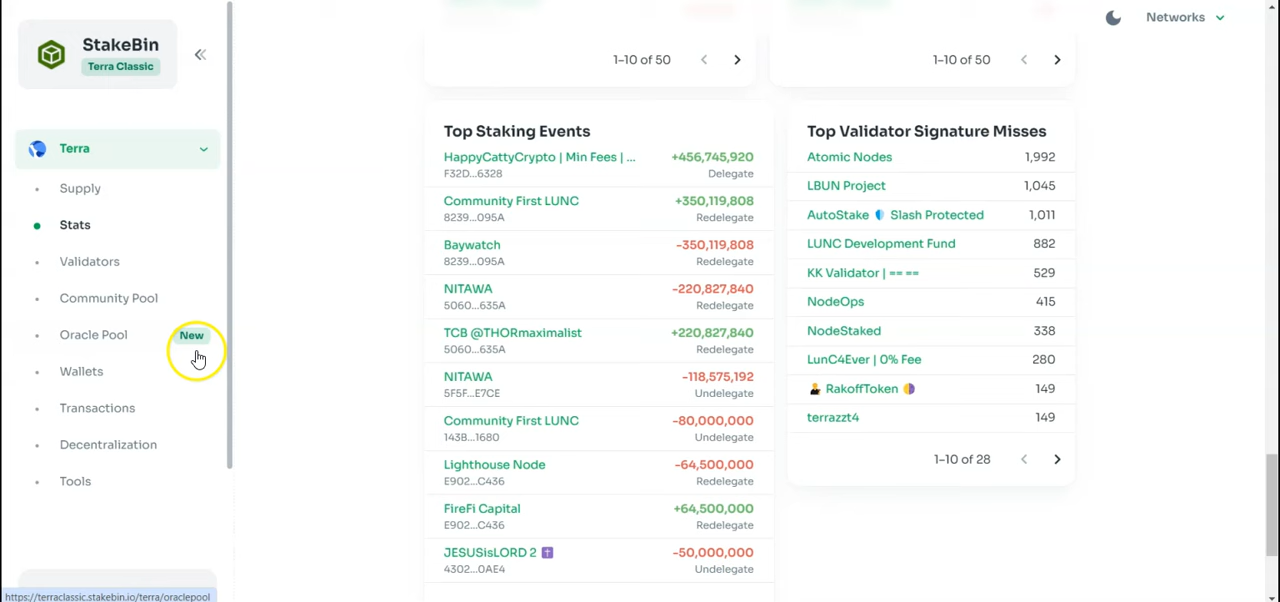 StakeBin
Terra Classic
Networks
Terra
Supply
Stats
Validators
Community Pool
Oracle Pool New
Wallets
Transactions
Decentralization
Tools
1–10 of 50
1–10 of 50
Top Staking Events
HappyCattyCrypto | Min Fees | ... +456,745,920
F32D...6328 Delegate
Community First LUNC +350,119,808
8239...095A Redelegate
Baywatch -350,119,808
8239...095A Redelegate
NITAWA -220,827,840
5060...635A Redelegate
TCB @THORmaximalist +220,827,840
5060...635A Redelegate
NITAWA -118,575,192
5F5F...E7CE Undelegate
Community First LUNC -80,000,000
143B...1680 Undelegate
Lighthouse Node -64,500,000
E902...C436 Redelegate
FireFi Capital +64,500,000
E902...C436 Redelegate
JESUSisLORD 2 ✝️ -50,000,000
4302...0AE4 Undelegate
Top Validator Signature Misses
Atomic Nodes 1,992
LBUN Project 1,045
AutoStake 🛡️ Slash Protected 1,011
LUNC Development Fund 882
KK Validator | == == 529
NodeOps 415
NodeStaked 338
LunC4Ever | 0% Fee 280
RakoffToken 149
terrazzt4 149
1–10 of 28
https://terraclassic.stakebin.io/terra/oraclepool